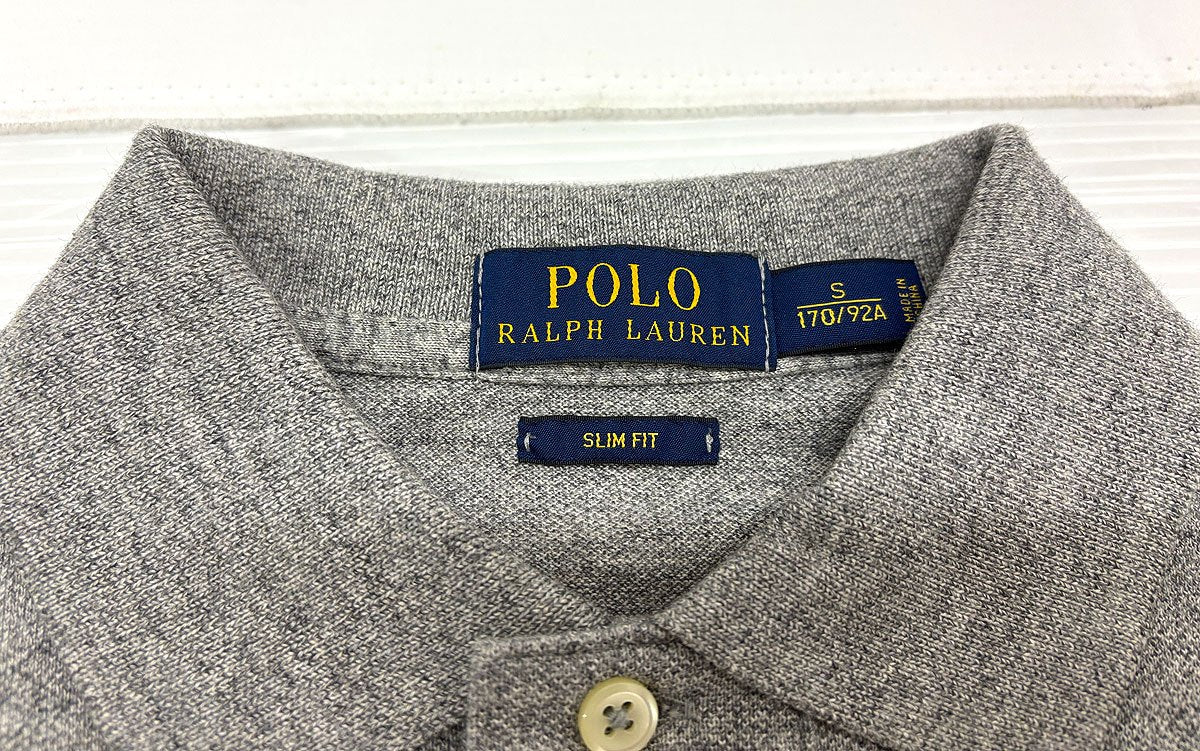 POLO
RALPH LAUREN
S
170/92A
MADE IN
CHINA
SLIM FIT